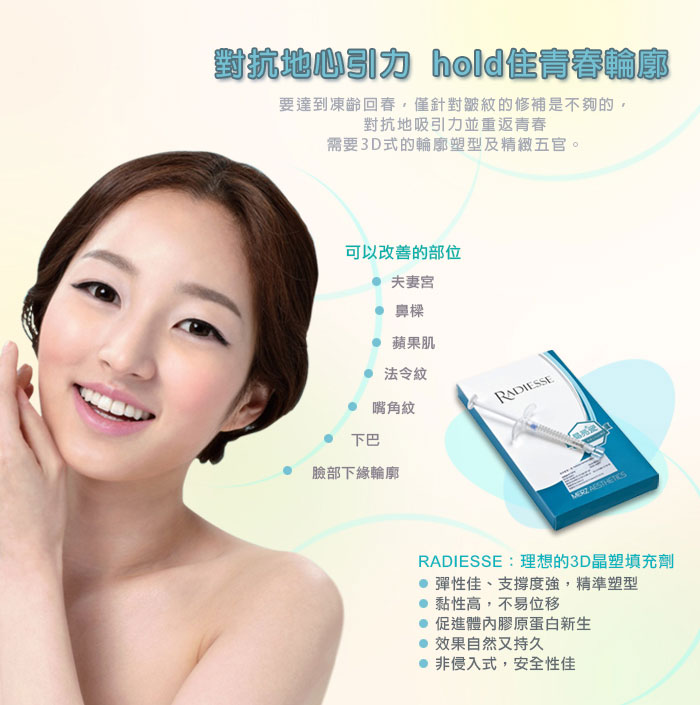 對抗地心引力 hold住青春輪廓
要達到凍齡回春，僅針對皺紋的修補是不夠的，
對抗地吸引力並重返青春
需要3D式的輪廓塑型及精緻五官。
可以改善的部位
夫妻宮
鼻樑
蘋果肌
法令紋
嘴角紋
下巴
臉部下緣輪廓
RADIESSE
MERZ AESTHETICS
RADIESSE：理想的3D晶塑填充劑
彈性佳、支撐度強，精準塑型
黏性高，不易位移
促進體內膠原蛋白新生
效果自然又持久
非侵入式，安全性佳